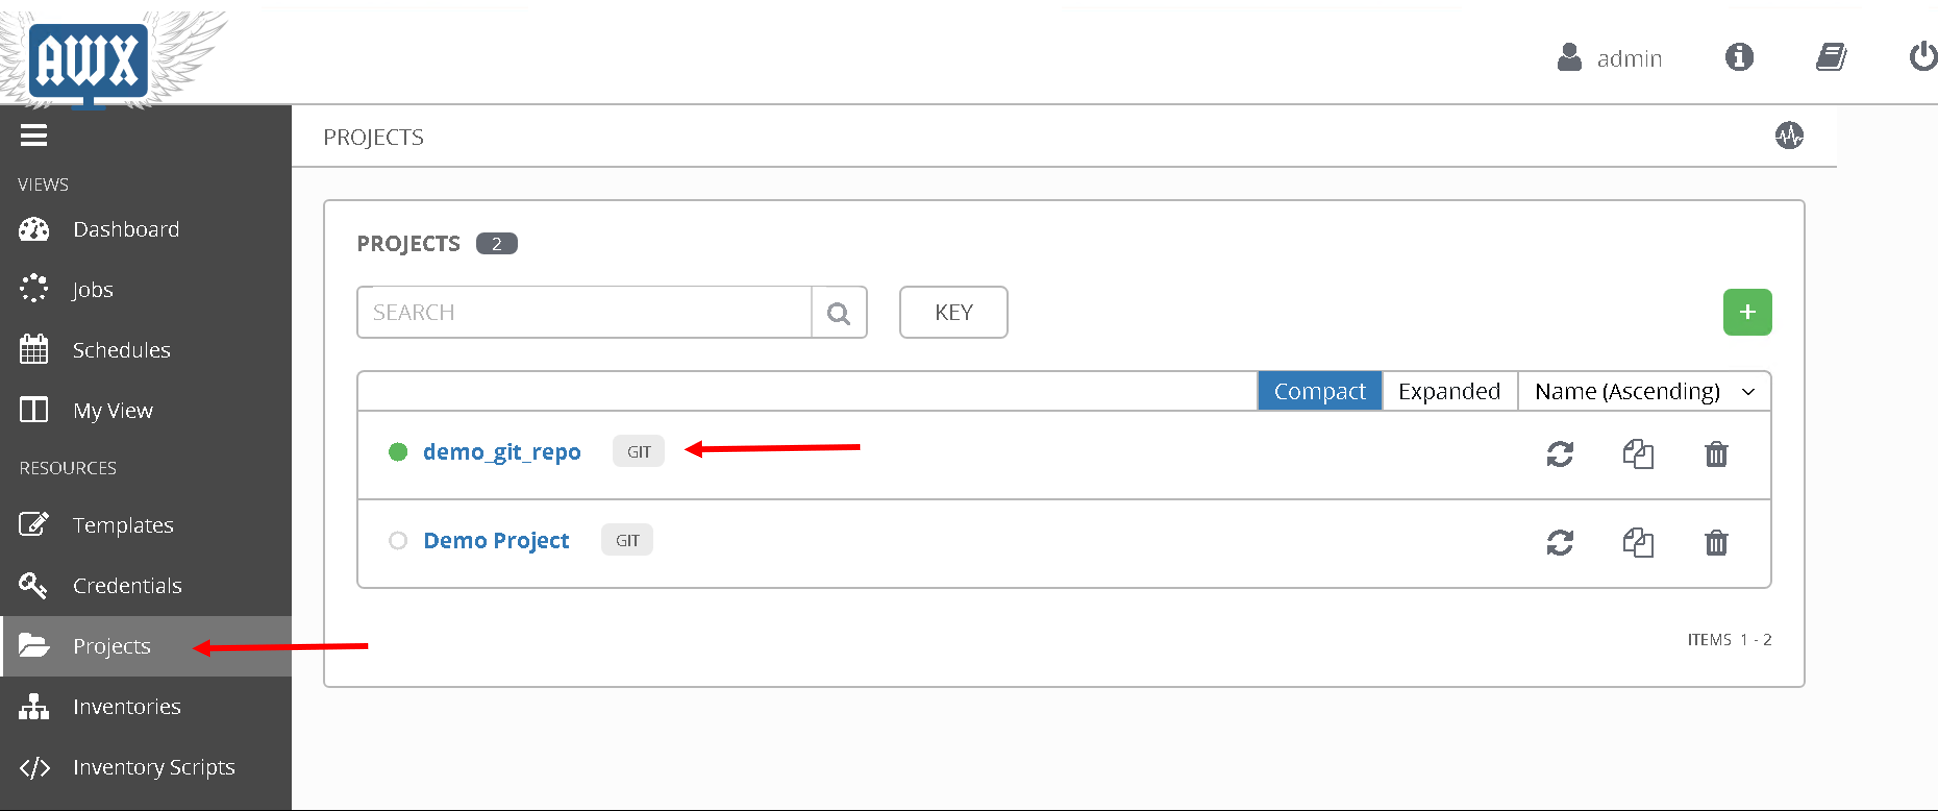 AWX
admin
PROJECTS
VIEWS
Dashboard
Jobs
Schedules
My View
RESOURCES
Templates
Credentials
Projects
Inventories
Inventory Scripts
PROJECTS 2
SEARCH KEY +
Compact Expanded Name (Ascending)
demo_git_repo GIT
Demo Project GIT
ITEMS 1 - 2